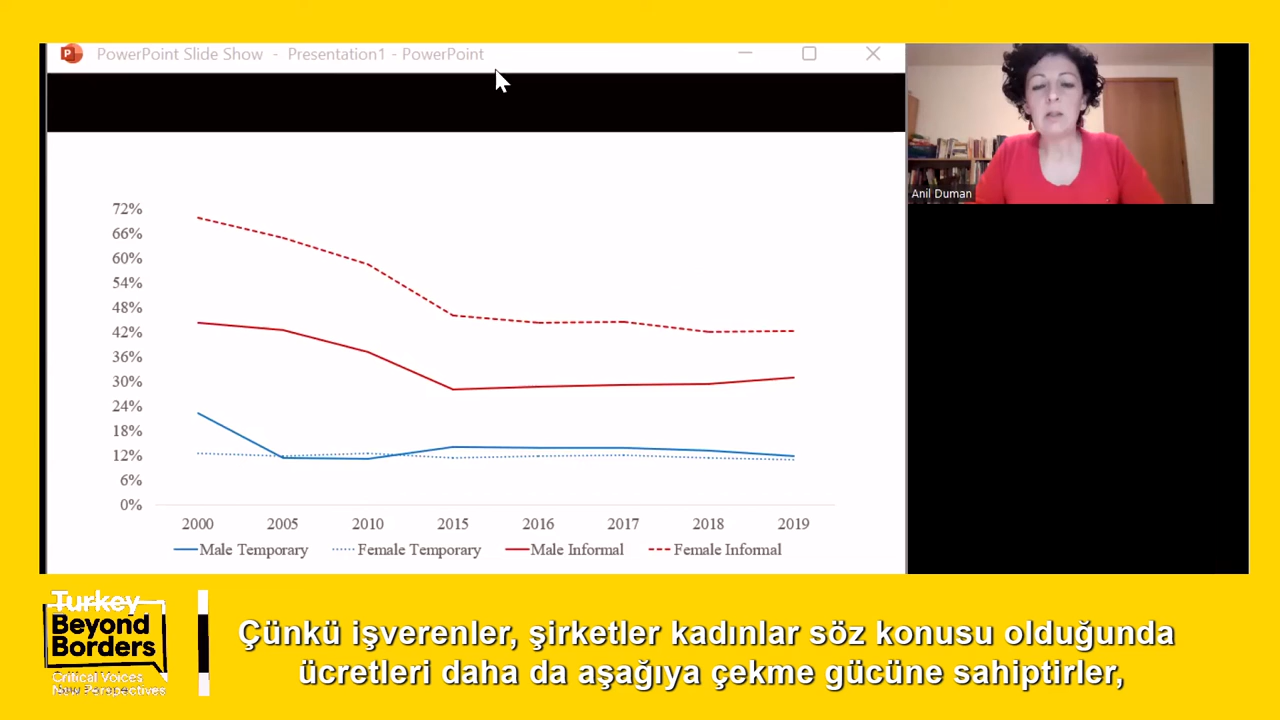 PowerPoint Slide Show - Presentation1 - PowerPoint
Anil Duman
72%
66%
60%
54%
48%
42%
36%
30%
24%
18%
12%
6%
0%
2000 2005 2010 2015 2016 2017 2018 2019
Male Temporary Female Temporary Male Informal Female Informal
Turkey
Beyond
Borders
Critical Voices
New Perspectives
Çünkü işverenler, şirketler kadınlar söz konusu olduğunda
ücretleri daha da aşağıya çekme gücüne sahiptirler,